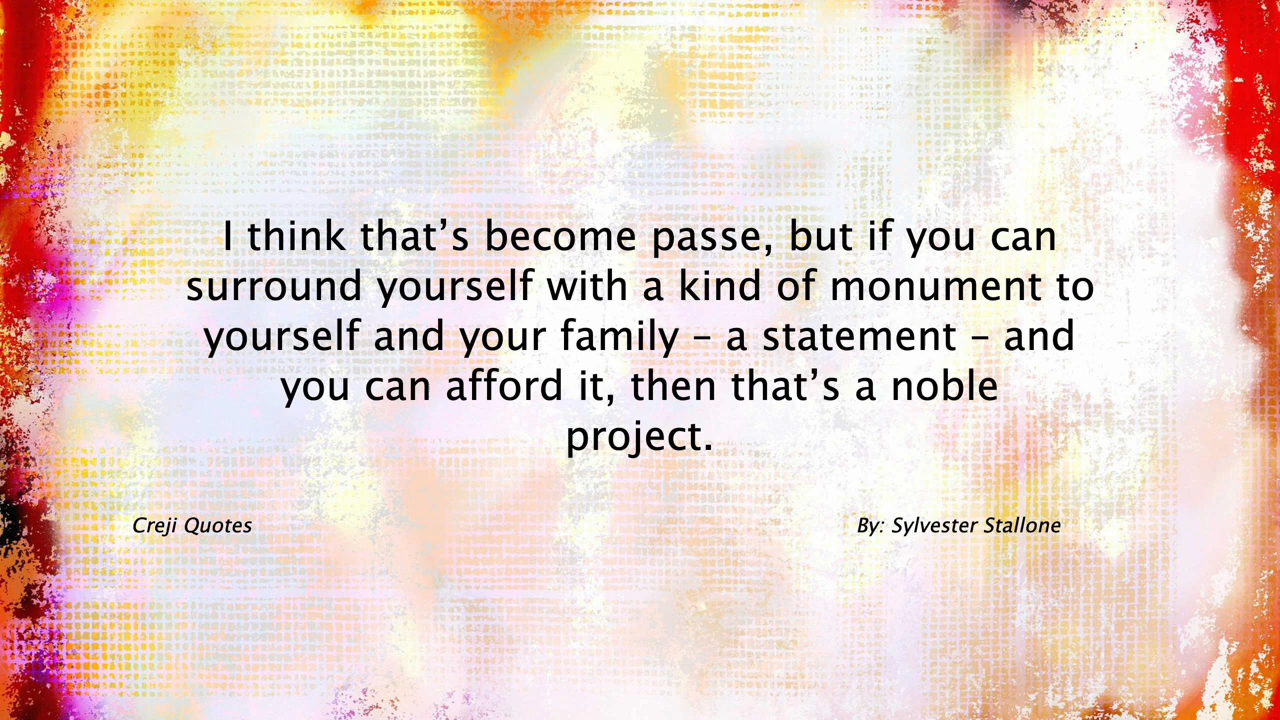 I think that’s become passe, but if you can
surround yourself with a kind of monument to
yourself and your family – a statement – and
you can afford it, then that’s a noble
project.
Creji Quotes
By: Sylvester Stallone